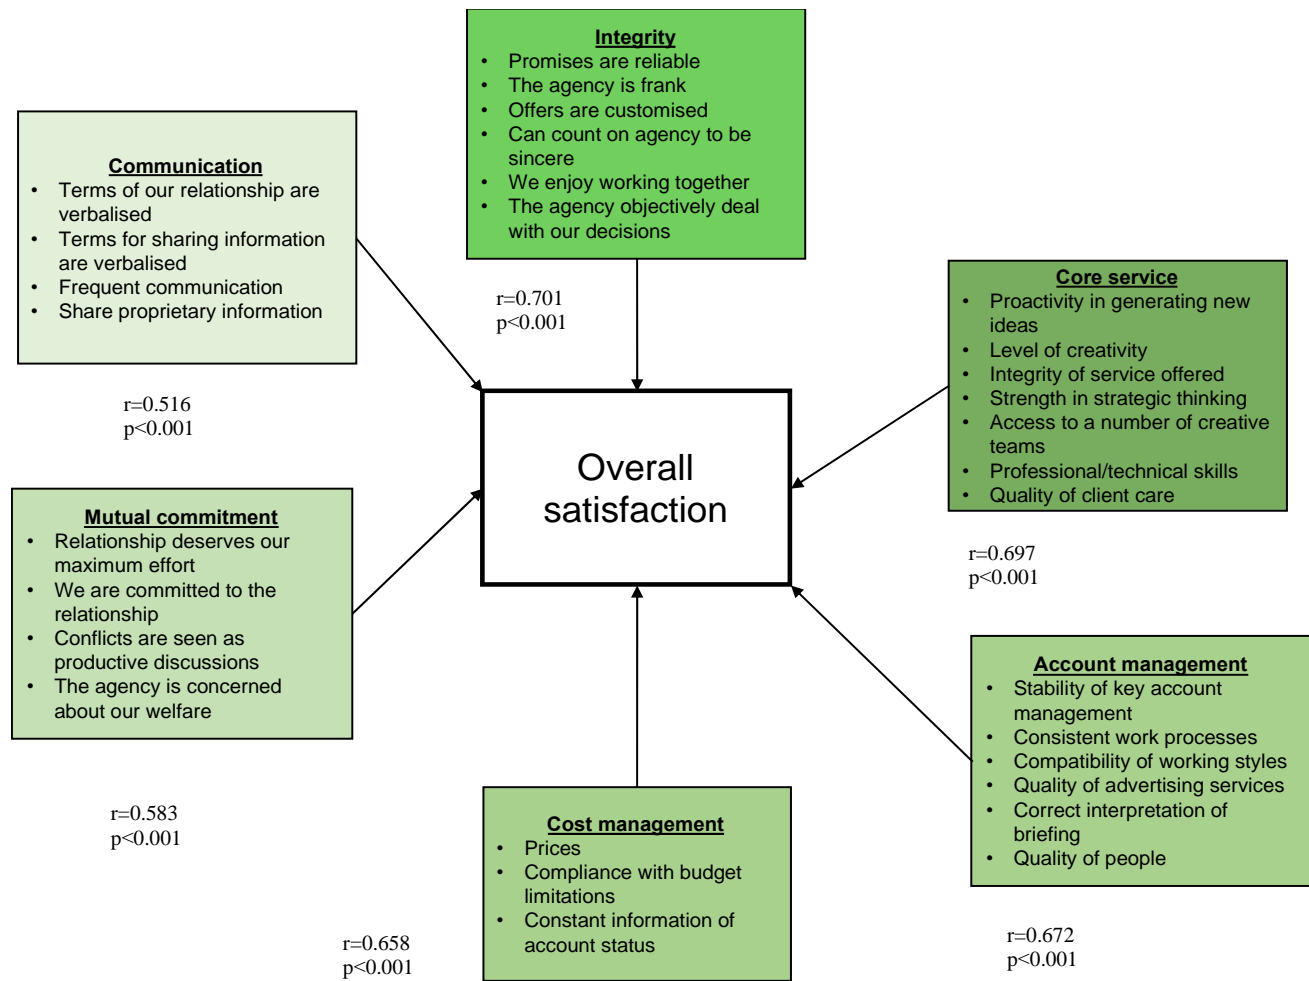 Integrity
• Promises are reliable
• The agency is frank
• Offers are customised
• Can count on agency to be
sincere
• We enjoy working together
• The agency objectively deal
with our decisions
r=0.701
p<0.001
Communication
• Terms of our relationship are
verbalised
• Terms for sharing information
are verbalised
• Frequent communication
• Share proprietary information
r=0.516
p<0.001
Core service
• Proactivity in generating new
ideas
• Level of creativity
• Integrity of service offered
• Strength in strategic thinking
• Access to a number of creative
teams
• Professional/technical skills
• Quality of client care
r=0.697
p<0.001
Overall
satisfaction
Mutual commitment
• Relationship deserves our
maximum effort
• We are committed to the
relationship
• Conflicts are seen as
productive discussions
• The agency is concerned
about our welfare
r=0.583
p<0.001
Account management
• Stability of key account
management
• Consistent work processes
• Compatibility of working styles
• Quality of advertising services
• Correct interpretation of
briefing
• Quality of people
r=0.672
p<0.001
Cost management
• Prices
• Compliance with budget
limitations
• Constant information of
account status
r=0.658
p<0.001